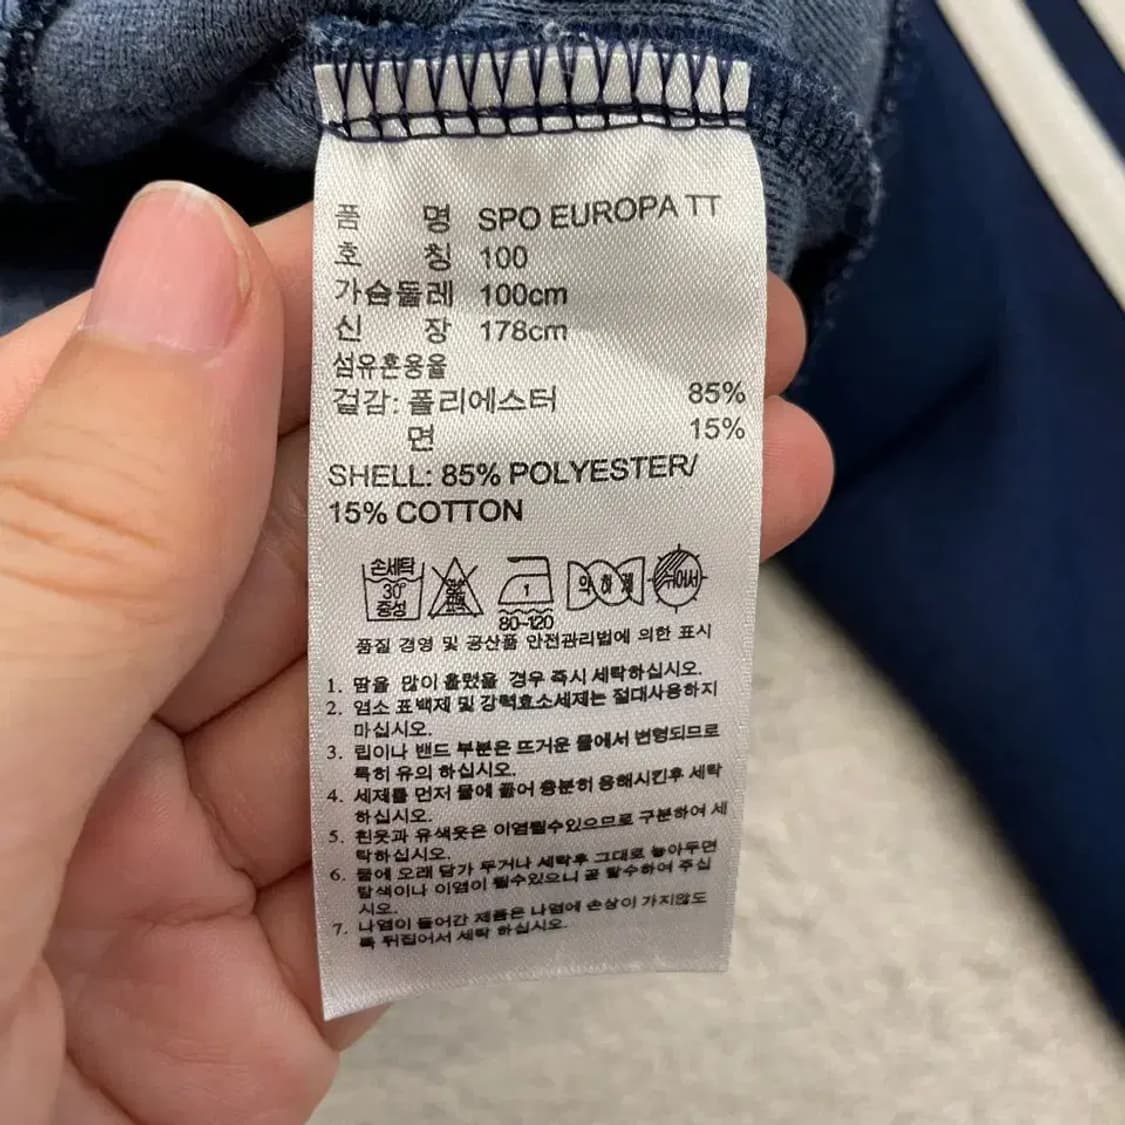 품 명 SPO EUROPA TT
호 칭 100
가슴둘레 100cm
신 장 178cm
섬유혼용율
겉감: 폴리에스터 85%
면 15%
SHELL: 85% POLYESTER/
15% COTTON
손세탁 30° 중성
염소 표백
1
80~120
약하게
뉘어서
품질 경영 및 공산품 안전관리법에 의한 표시
1. 땀을 많이 흘렸을 경우 즉시 세탁하십시오.
2. 염소 표백제 및 강력효소세제는 절대사용하지
마십시오.
3. 립이나 밴드 부분은 뜨거운 물에서 변형되므로
특히 유의 하십시오.
4. 세제를 먼저 물에 풀어 충분히 용해시킨후 세탁
하십시오.
5. 흰옷과 유색옷은 이염될수있으므로 구분하여 세
탁하십시오.
6. 물에 오래 담가 두거나 세탁후 그대로 놓아두면
탈색이나 이염이 될수있으니 곧 탈수하여 주십
시오.
7. 나염이 들어간 제품은 나염에 손상이 가지않도
록 뒤집어서 세탁 하십시오.